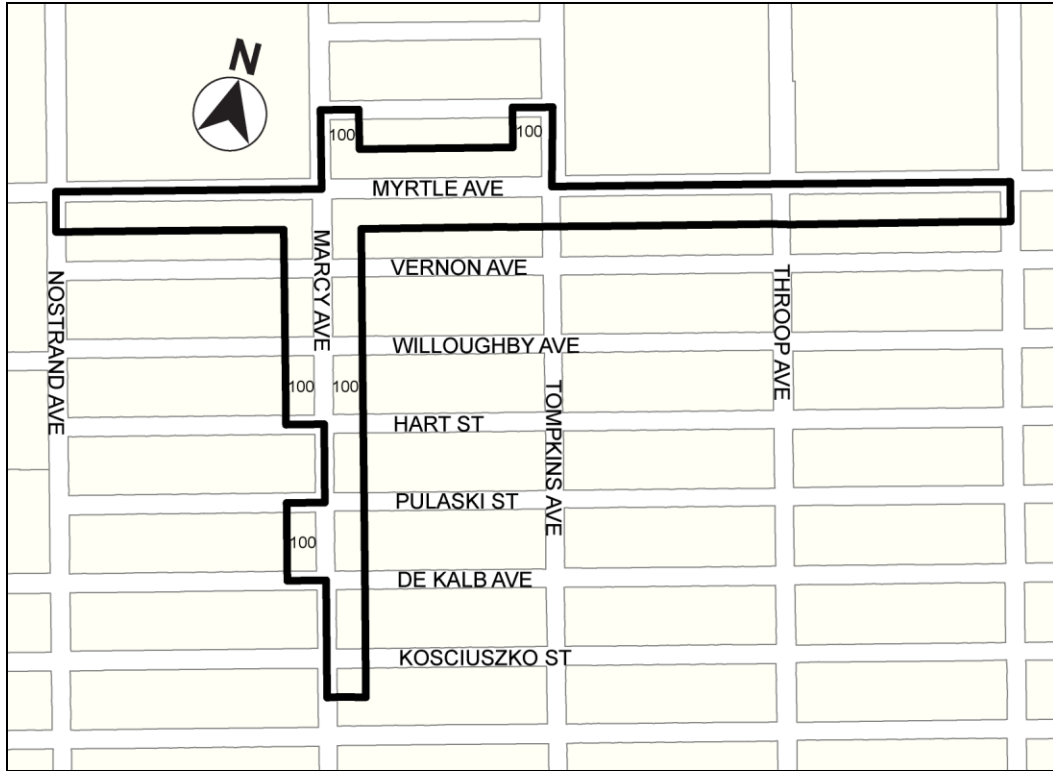 N
100
100
MYRTLE AVE
MARCY AVE
VERNON AVE
NOSTRAND AVE
THROOP AVE
WILLOUGHBY AVE
100
100
TOMPKINS AVE
HART ST
PULASKI ST
100
DE KALB AVE
KOSCIUSZKO ST